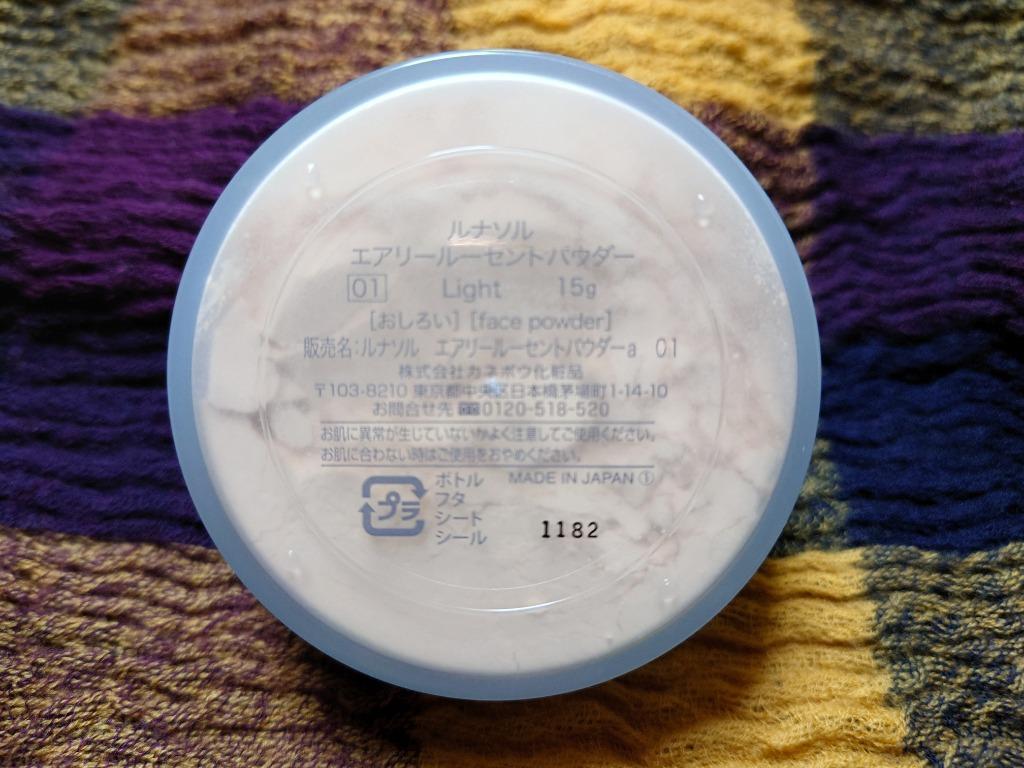 ルナソル
エアリールーセントパウダー
01 Light 15g
[おしろい] [face powder]
販売名:ルナソル エアリールーセントパウダーa 01
株式会社カネボウ化粧品
〒103-8210 東京都中央区日本橋茅場町1-14-10
お問合せ先 0120-518-520
お肌に異常が生じていないかよく注意してご使用ください。
お肌に合わない時はご使用をおやめください。
MADE IN JAPAN ①
プラ
ボトル
フタ
シート
シール
1182